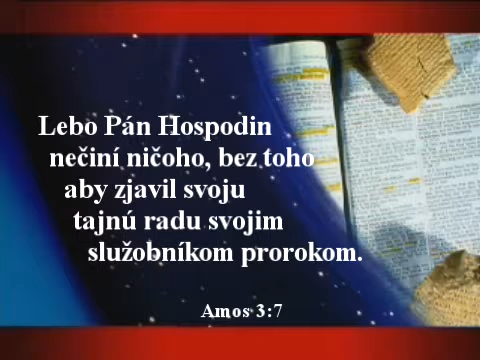 Lebo Pán Hospodin
nečiní ničoho, bez toho
aby zjavil svoju
tajnú radu svojim
služobníkom prorokom.
Amos 3:7